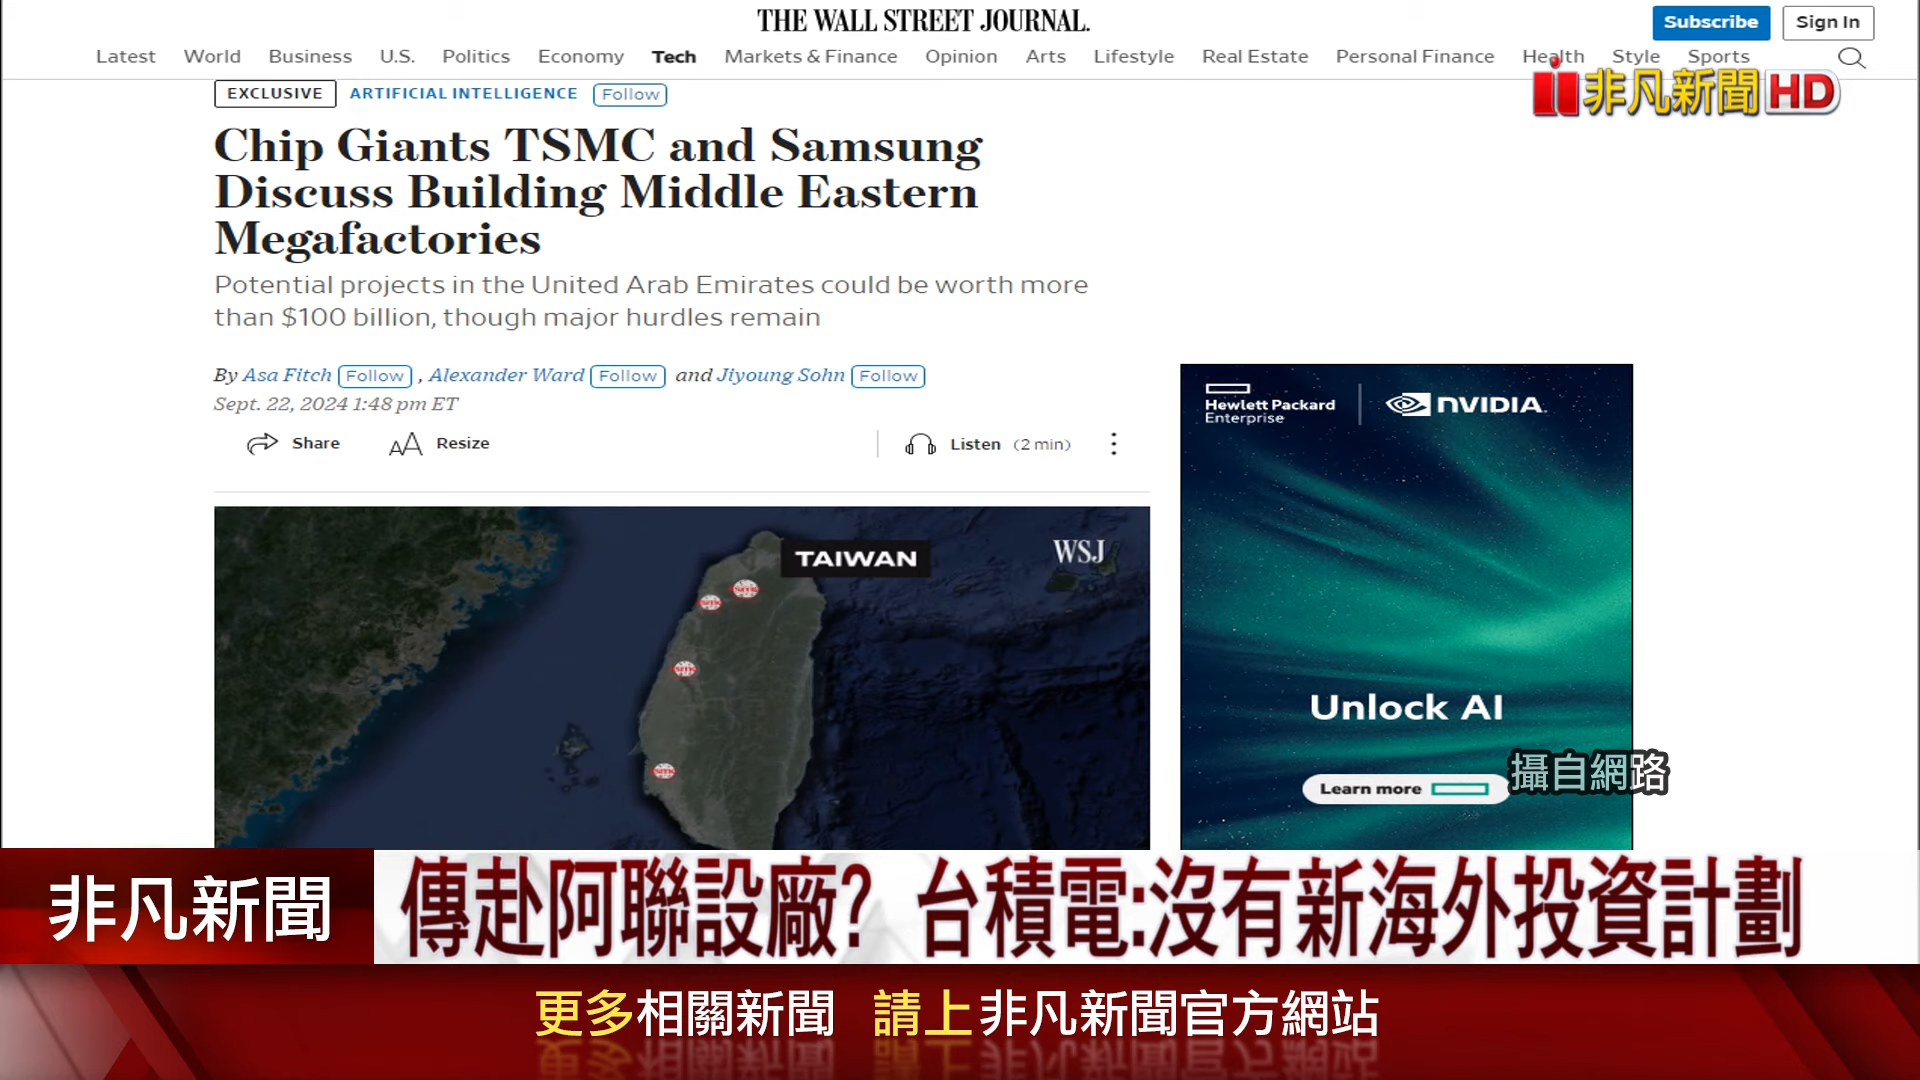 THE WALL STREET JOURNAL.
Subscribe
Sign In
Latest World Business U.S. Politics Economy Tech Markets & Finance Opinion Arts Lifestyle Real Estate Personal Finance Health Style Sports
非凡新聞HD
EXCLUSIVE ARTIFICIAL INTELLIGENCE Follow
Chip Giants TSMC and Samsung
Discuss Building Middle Eastern
Megafactories
Potential projects in the United Arab Emirates could be worth more
than $100 billion, though major hurdles remain
By Asa Fitch Follow , Alexander Ward Follow and Jiyoung Sohn Follow
Sept. 22, 2024 1:48 pm ET
Share Resize Listen (2 min)
TAIWAN
WSJ
Hewlett Packard
Enterprise
NVIDIA.
Unlock AI
Learn more
攝自網路
非凡新聞
傳赴阿聯設廠? 台積電:沒有新海外投資計劃
更多相關新聞 請上非凡新聞官方網站